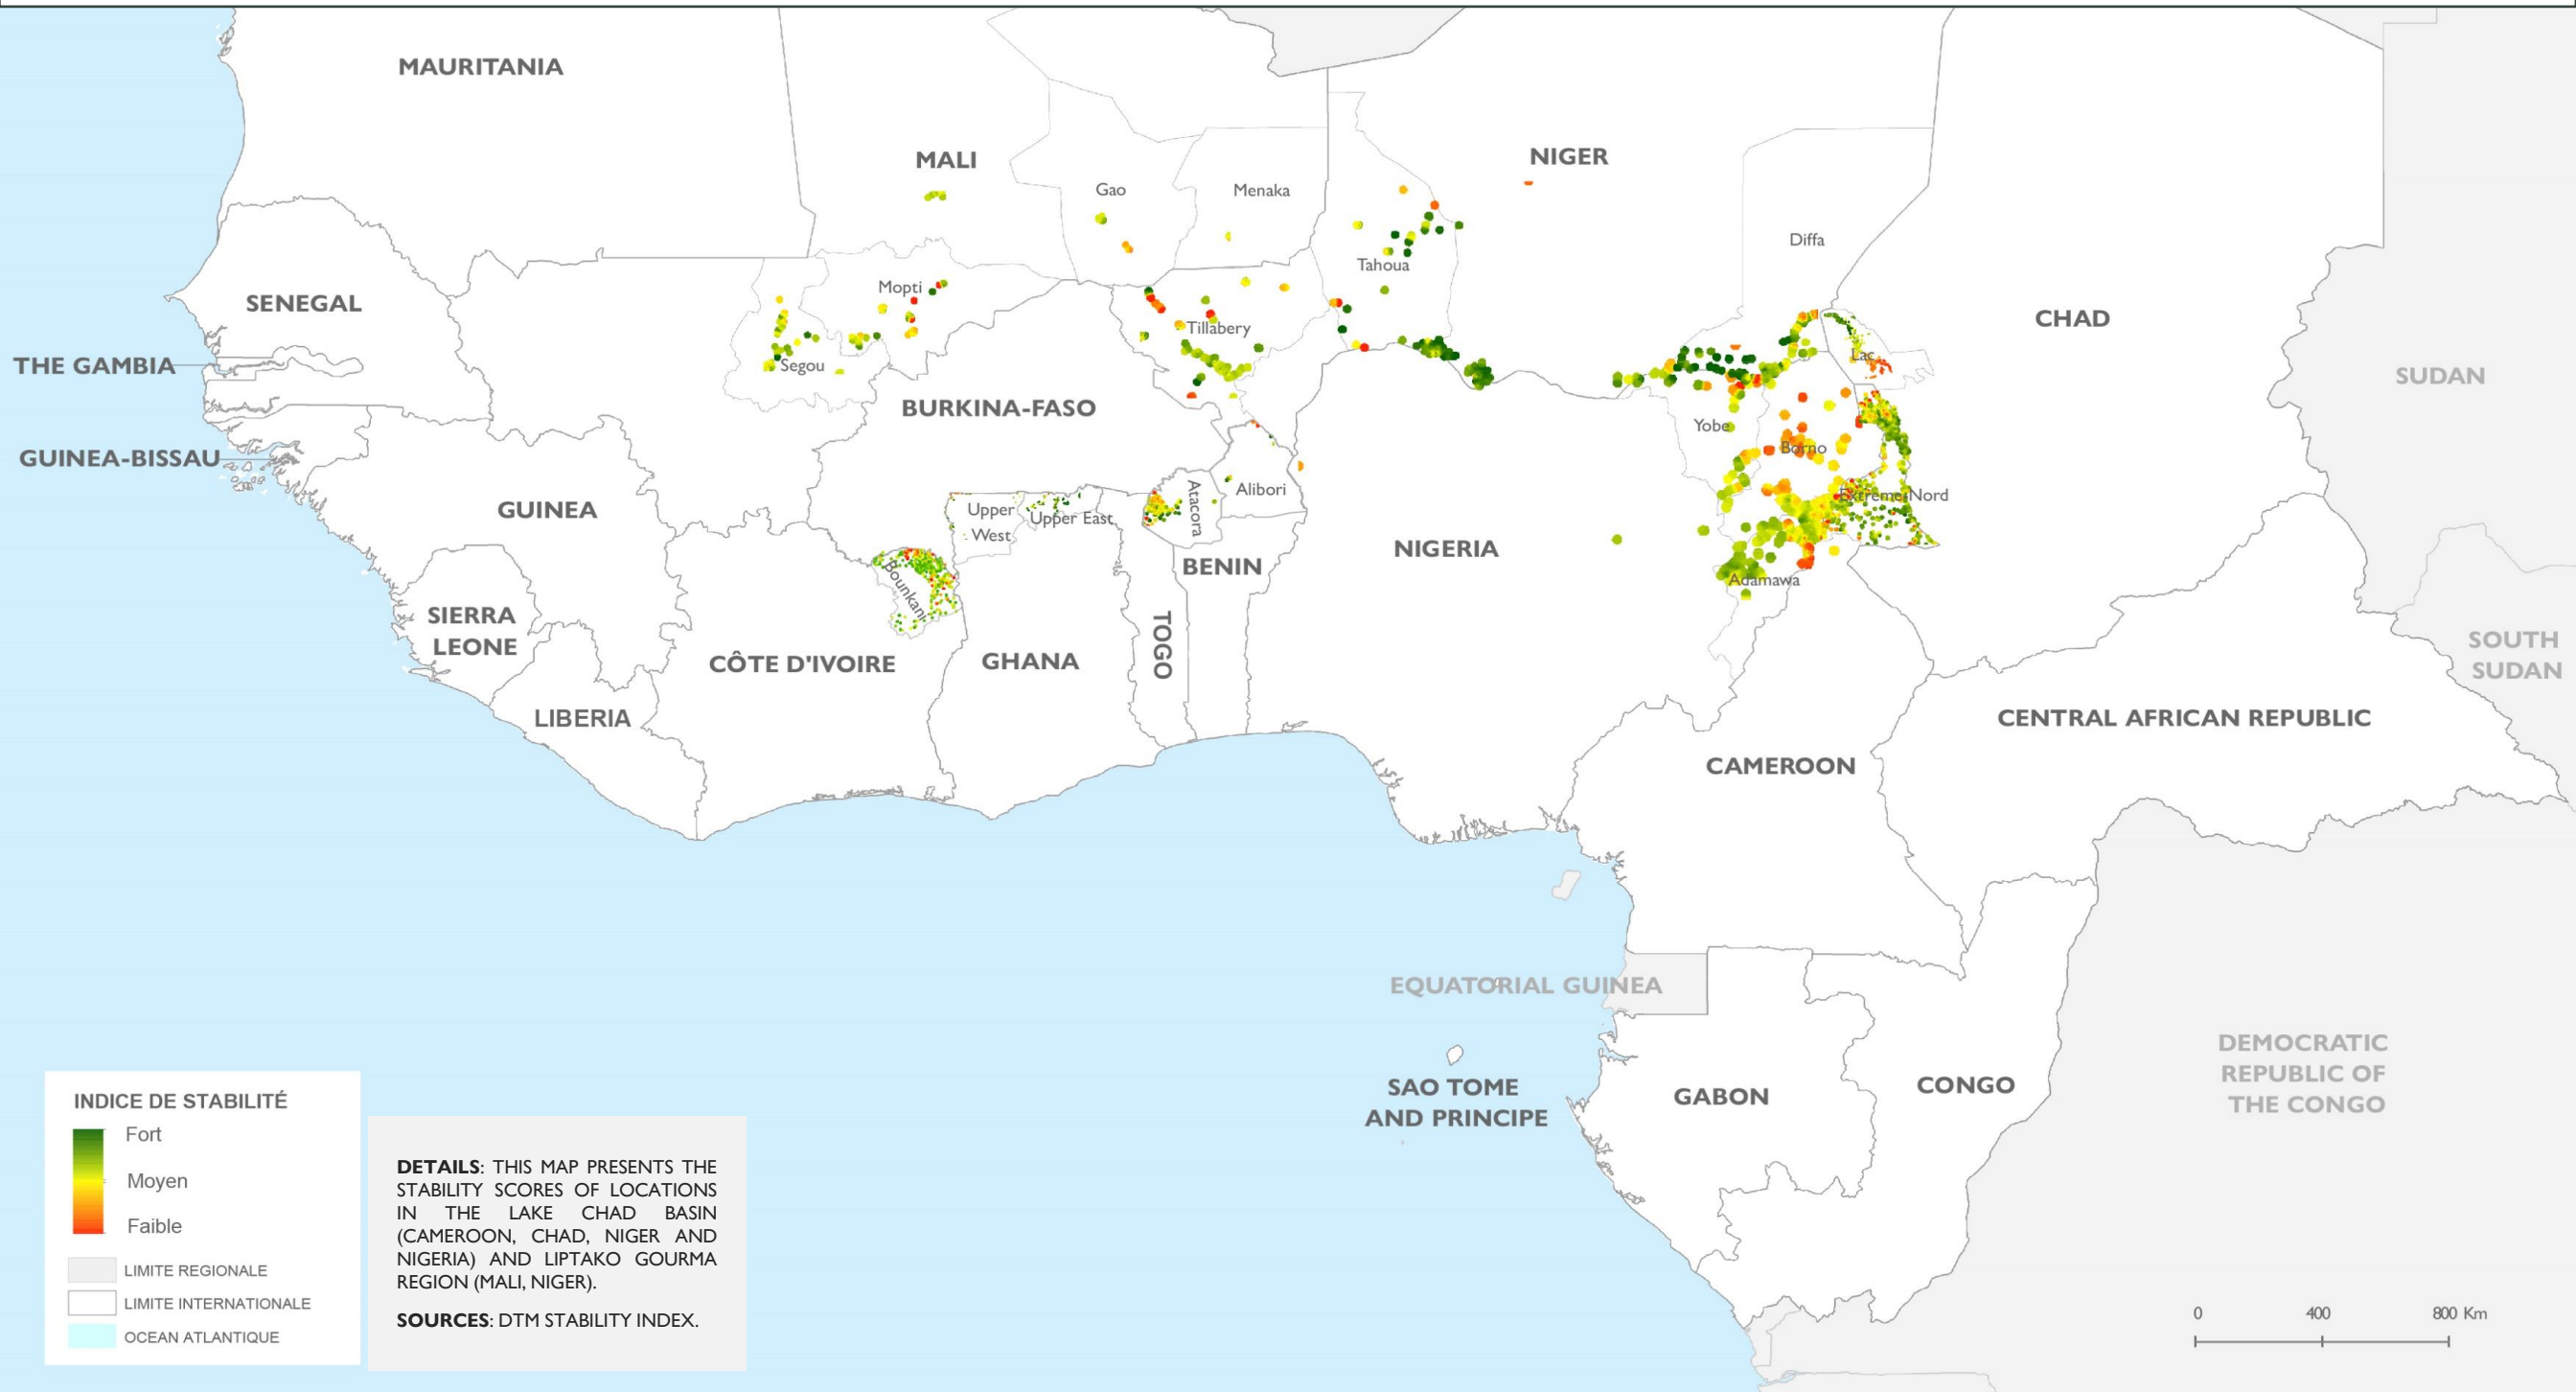 MAURITANIA
MALI
NIGER
Gao
Menaka
Diffa
Tahoua
Mopti
SENEGAL
CHAD
Tillabery
THE GAMBIA
Segou
Lac
SUDAN
BURKINA-FASO
Yobe
Borno
GUINEA-BISSAU
Alibori
Atacora
Extreme-Nord
GUINEA
Upper
West
Upper East
NIGERIA
BENIN
Bounkani
Adamawa
SIERRA
LEONE
TOGO
CÔTE D'IVOIRE
GHANA
SOUTH
SUDAN
LIBERIA
CENTRAL AFRICAN REPUBLIC
CAMEROON
EQUATORIAL GUINEA
SAO TOME
AND PRINCIPE
GABON
CONGO
DEMOCRATIC
REPUBLIC OF
THE CONGO
INDICE DE STABILITÉ
Fort
Moyen
Faible
LIMITE REGIONALE
LIMITE INTERNATIONALE
OCEAN ATLANTIQUE
DETAILS: THIS MAP PRESENTS THE
STABILITY SCORES OF LOCATIONS
IN THE LAKE CHAD BASIN
(CAMEROON, CHAD, NIGER AND
NIGERIA) AND LIPTAKO GOURMA
REGION (MALI, NIGER).
SOURCES: DTM STABILITY INDEX.
0 400 800 Km